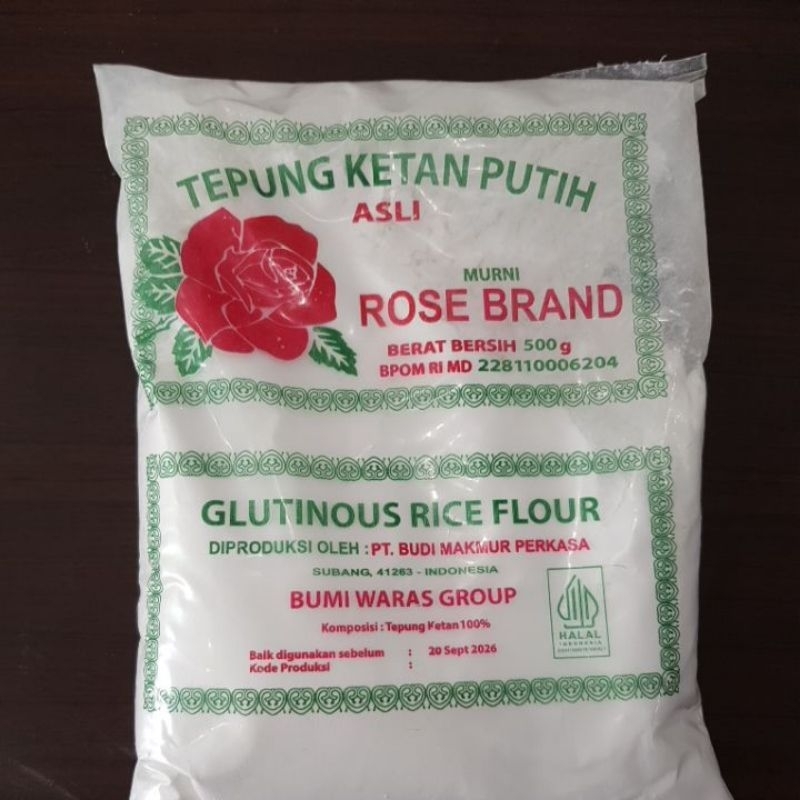 TEPUNG KETAN PUTIH
ASLI
MURNI
ROSE BRAND
BERAT BERSIH 500 g
BPOM RI MD 228110006204
GLUTINOUS RICE FLOUR
DIPRODUKSI OLEH : PT. BUDI MAKMUR PERKASA
SUBANG, 41263 - INDONESIA
BUMI WARAS GROUP
Komposisi : Tepung Ketan 100%
HALAL
INDONESIA
Baik digunakan sebelum : 20 Sept 2026
Kode Produksi :